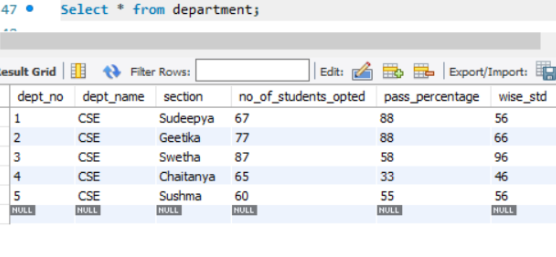 47 Select * from department;
esult Grid Filter Rows: Edit: Export/Import:
dept_no dept_name section no_of_students_opted pass_percentage wise_std
1 CSE Sudeepya 67 88 56
2 CSE Geetika 77 88 66
3 CSE Swetha 87 58 96
4 CSE Chaitanya 65 33 46
5 CSE Sushma 60 55 56
NULL NULL NULL NULL NULL NULL